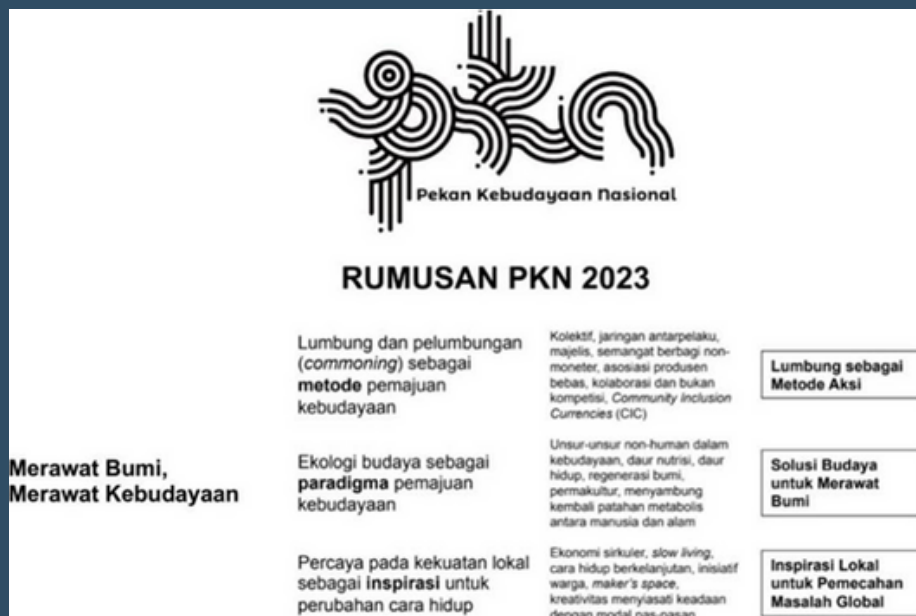 pkn
Pekan Kebudayaan Nasional
RUMUSAN PKN 2023
Merawat Bumi,
Merawat Kebudayaan
Lumbung dan pelumbungan
(commoning) sebagai
metode pemajuan
kebudayaan
Kolektif, jaringan antarpelaku,
majelis, semangat berbagi non-
moneter, asosiasi produsen
bebas, kolaborasi dan bukan
kompetisi, Community Inclusion
Currencies (CIC)
Lumbung sebagai
Metode Aksi
Ekologi budaya sebagai
paradigma pemajuan
kebudayaan
Unsur-unsur non-human dalam
kebudayaan, daur nutrisi, daur
hidup, regenerasi bumi,
permakultur, menyambung
kembali patahan metabolis
antara manusia dan alam
Solusi Budaya
untuk Merawat
Bumi
Percaya pada kekuatan lokal
sebagai inspirasi untuk
perubahan cara hidup
Ekonomi sirkuler, slow living,
cara hidup berkelanjutan, inisiatif
warga, maker's space,
kreativitas menyiasati keadaan
dengan modal pas-pasan
Inspirasi Lokal
untuk Pemecahan
Masalah Global